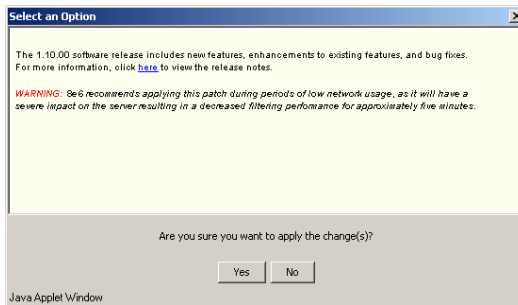 Select an Option
The 1.10.00 software release includes new features, enhancements to existing features, and bug fixes.
For more information, click here to view the release notes.
WARNING: 8e6 recommends applying this patch during periods of low network usage, as it will have a
severe impact on the server resulting in a decreased filtering performance for approximately five minutes.
Are you sure you want to apply the change(s)?
Yes No
Java Applet Window